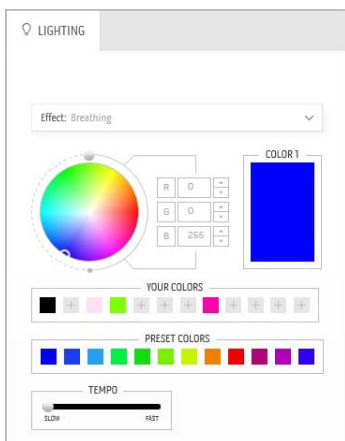 LIGHTING
Effect: Breathing
COLOR 1
R 0
G 0
B 255
YOUR COLORS
PRESET COLORS
TEMPO
SLOW FAST